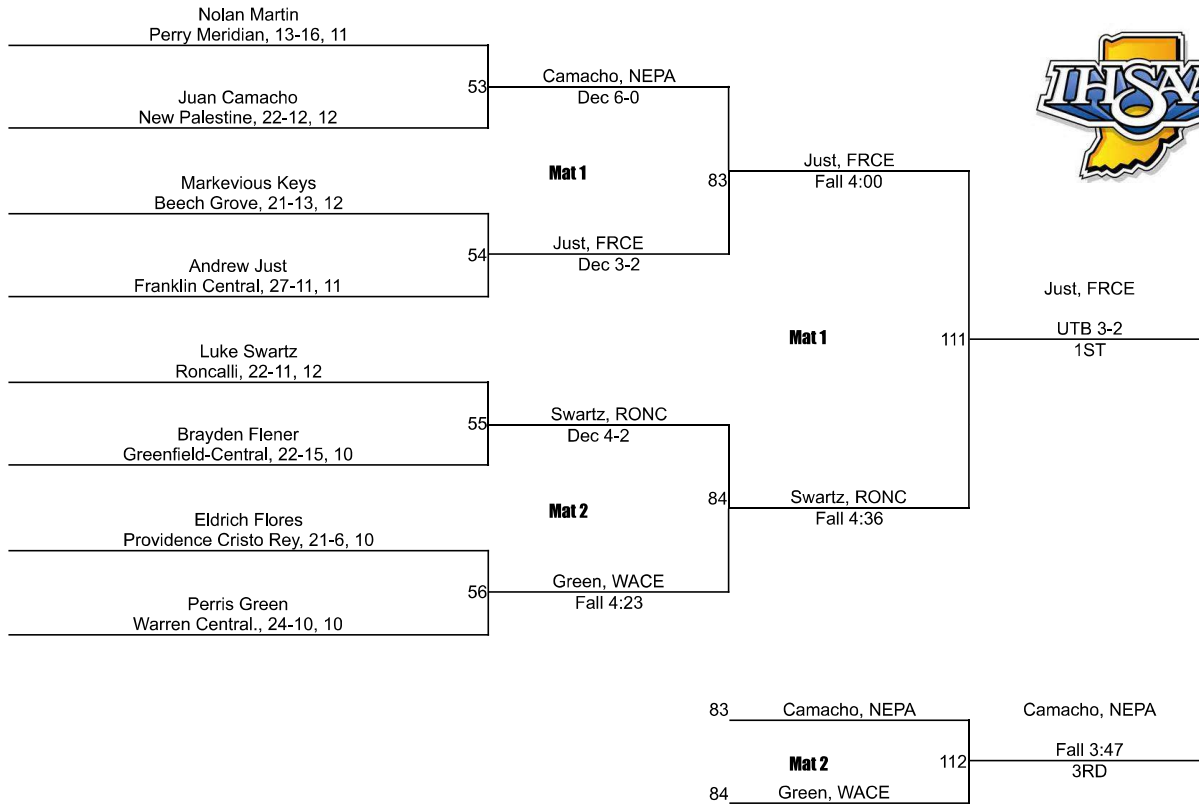 Nolan Martin
Perry Meridian, 13-16, 11
53
Juan Camacho
New Palestine, 22-12, 12
Camacho, NEPA
Dec 6-0
Mat 1
Markevious Keys
Beech Grove, 21-13, 12
54
Andrew Just
Franklin Central, 27-11, 11
Just, FRCE
Dec 3-2
83
Just, FRCE
Fall 4:00
IHSAA
Luke Swartz
Roncalli, 22-11, 12
55
Brayden Flener
Greenfield-Central, 22-15, 10
Swartz, RONC
Dec 4-2
Mat 2
Eldrich Flores
Providence Cristo Rey, 21-6, 10
56
Perris Green
Warren Central., 24-10, 10
Green, WACE
Fall 4:23
84
Swartz, RONC
Fall 4:36
Mat 1
111
Just, FRCE
UTB 3-2
1ST
83
Camacho, NEPA
Mat 2
112
84
Green, WACE
Camacho, NEPA
Fall 3:47
3RD